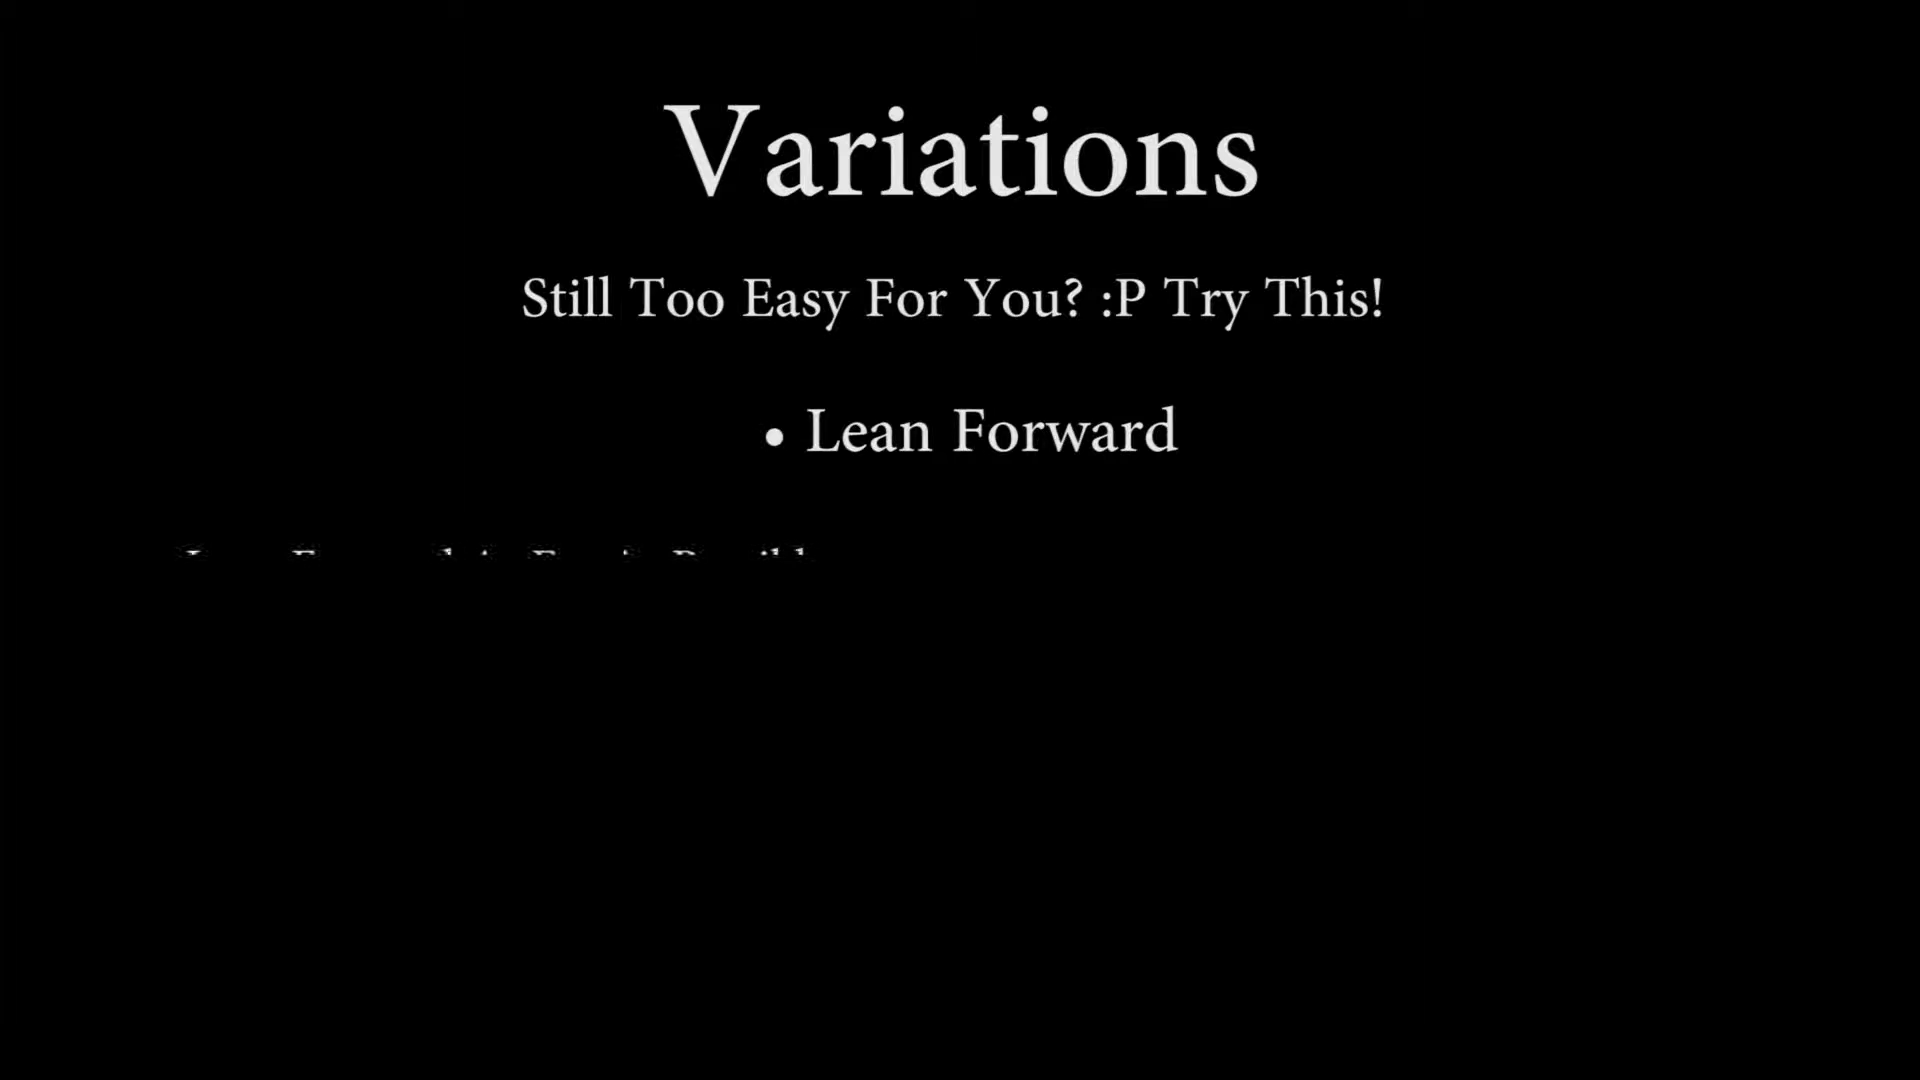 Variations
Still Too Easy For You? :P Try This!
• Lean Forward